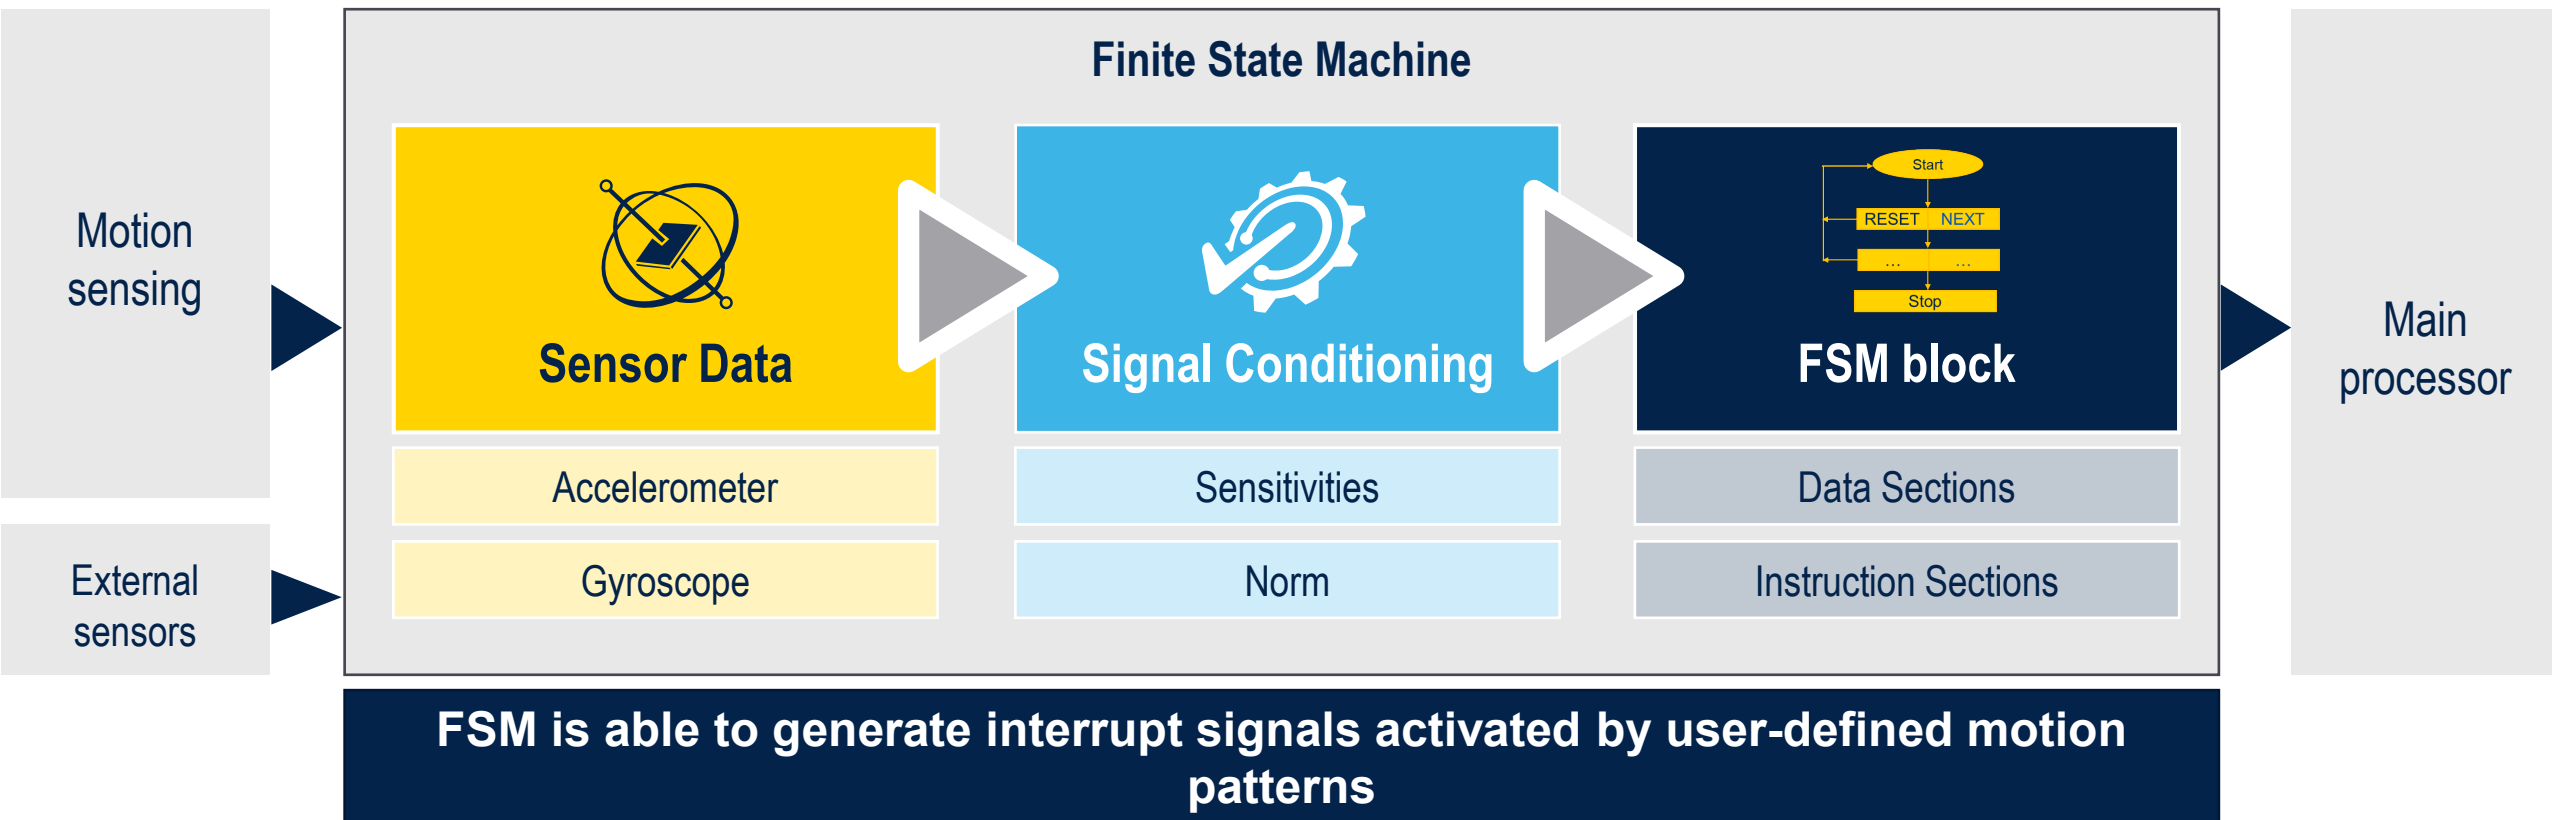 Finite State Machine
Motion
sensing
External
sensors
Sensor Data
Accelerometer
Gyroscope
Signal Conditioning
Sensitivities
Norm
Start
RESET NEXT
... ...
Stop
FSM block
Data Sections
Instruction Sections
Main
processor
FSM is able to generate interrupt signals activated by user-defined motion
patterns